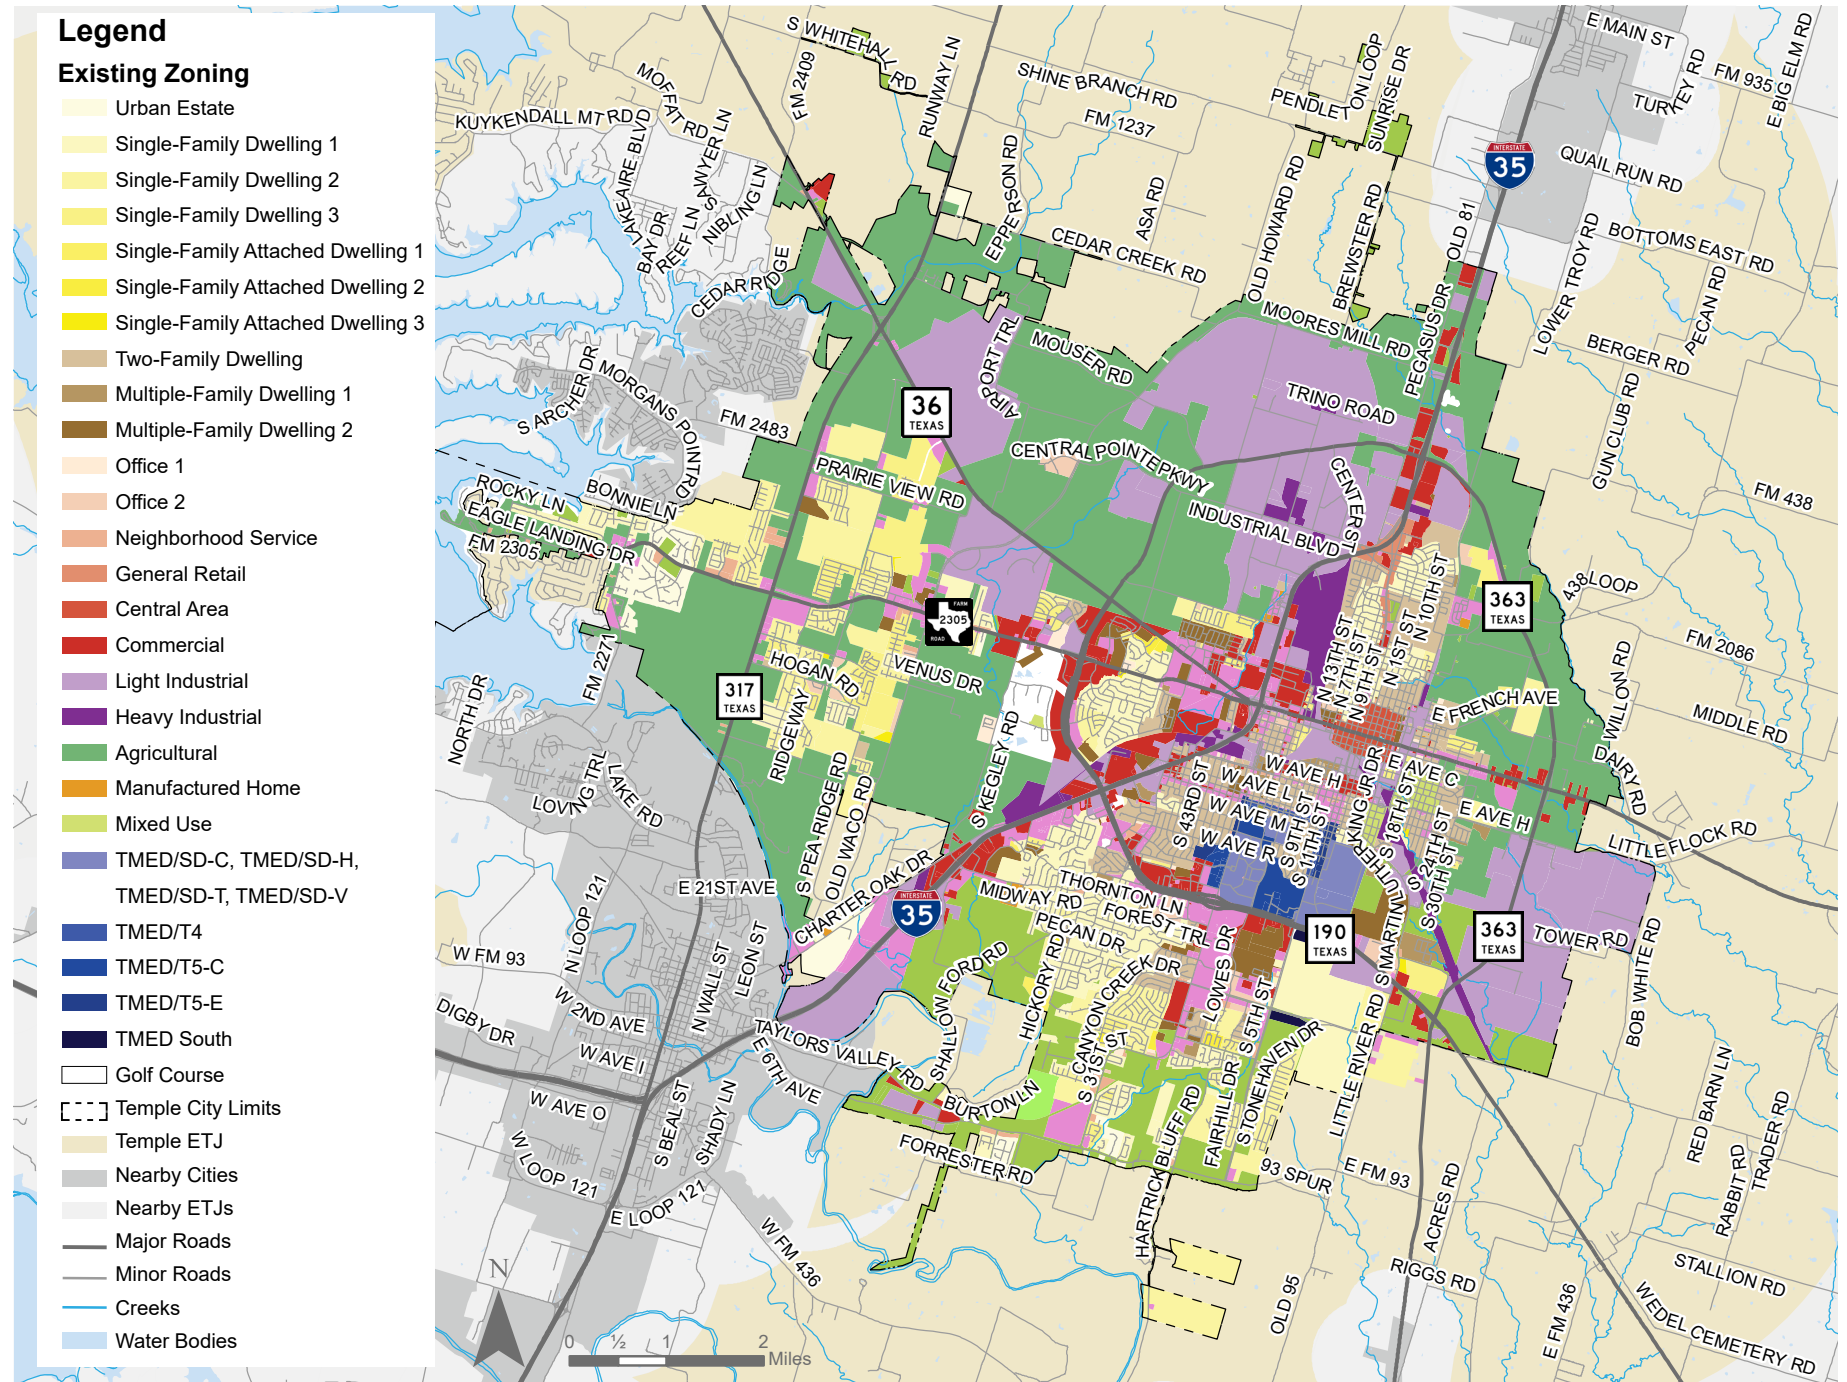 Legend
Existing Zoning
Urban Estate
Single-Family Dwelling 1
Single-Family Dwelling 2
Single-Family Dwelling 3
Single-Family Attached Dwelling 1
Single-Family Attached Dwelling 2
Single-Family Attached Dwelling 3
Two-Family Dwelling
Multiple-Family Dwelling 1
Multiple-Family Dwelling 2
Office 1
Office 2
Neighborhood Service
General Retail
Central Area
Commercial
Light Industrial
Heavy Industrial
Agricultural
Manufactured Home
Mixed Use
TMED/SD-C, TMED/SD-H,
TMED/SD-T, TMED/SD-V
TMED/T4
TMED/T5-C
TMED/T5-E
TMED South
Golf Course
Temple City Limits
Temple ETJ
Nearby Cities
Nearby ETJs
Major Roads
Minor Roads
Creeks
Water Bodies
S WHITEHALL RD
FM 2409
RUNWAY LN
SHINE BRANCH RD
FM 1237
PENDLETON LOOP
SUNRISE DR
E MAIN ST
TURKEY RD
FM 935
E BIG ELM RD
INTERSTATE
35
QUAIL RUN RD
KUYKENDALL MT RD
MOFFAT RD
LAKEAIRE BLVD
SAWYER LN
NIBLING LN
REEF LN
BAY DR
CEDAR RIDGE
EPPERSON RD
ASA RD
CEDAR CREEK RD
OLD HOWARD RD
BREWSTER RD
OLD 81
BOTTOMS EAST RD
LOWER TROY RD
PECAN RD
BERGER RD
MOORES MILL RD
PEGASUS DR
AIRPORT TRL
MOUSER RD
TRINO ROAD
GUN CLUB RD
S ARCHER DR
MORGANS POINT RD
FM 2483
36
TEXAS
CENTRAL POINTE PKWY
PRAIRIE VIEW RD
CENTER ST
INDUSTRIAL BLVD
FM 438
ROCKY LN
BONNIE LN
EAGLE LANDING DR
FM 2305
438 LOOP
363
TEXAS
FARM
2305
ROAD
N 10TH ST
N 1ST ST
N 13TH ST
N 7TH ST
N 9TH ST
FM 2271
HOGAN RD
VENUS DR
RIDGEWAY
317
TEXAS
FM 2086
WILLOW RD
MIDDLE RD
E FRENCH AVE
DAIRY RD
NORTH DR
LOVING TRL
LAKE RD
S KEGLEY RD
W AVE H
W AVE L
W AVE M
W AVE R
E AVE C
E AVE H
S 43RD ST
S 9TH ST
S 11TH ST
S MARTIN LUTHER KING JR DR
S 18TH ST
S 24TH ST
S 30TH ST
LITTLE FLOCK RD
S PEA RIDGE RD
OLD WACO RD
E 21ST AVE
CHARTER OAK DR
INTERSTATE
35
MIDWAY RD
THORNTON LN
FOREST TRL
PECAN DR
190
TEXAS
363
TEXAS
TOWER RD
BOB WHITE RD
N LOOP 121
W FM 93
LEON ST
N WALL ST
W 2ND AVE
W AVE I
DIGBY DR
W AVE O
W LOOP 121
E LOOP 121
S BEAL ST
SHADY LN
E 6TH AVE
TAYLORS VALLEY RD
SHALLOW FORD RD
HICKORY RD
CANYON CREEK DR
S 31ST ST
LOWES DR
S 5TH ST
STONEHAVEN DR
LITTLE RIVER RD
BURTON LN
FORRESTER RD
HARTRICK BLUFF RD
FAIRHILL DR
93 SPUR
E FM 93
ACRES RD
RED BARN LN
RABBIT RD
TRADER RD
STALLION RD
RIGGS RD
OLD 95
E FM 436
WEDEL CEMETERY RD
W FM 436
N
0
½
1
2
Miles